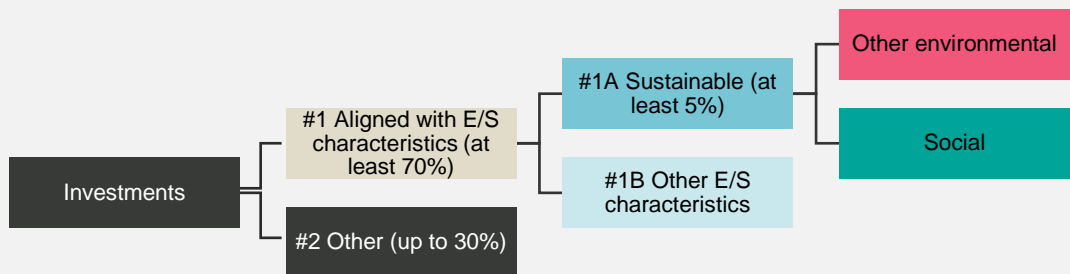 Investments
#1 Aligned with E/S
characteristics (at
least 70%)
#2 Other (up to 30%)
#1A Sustainable (at
least 5%)
#1B Other E/S
characteristics
Other environmental
Social